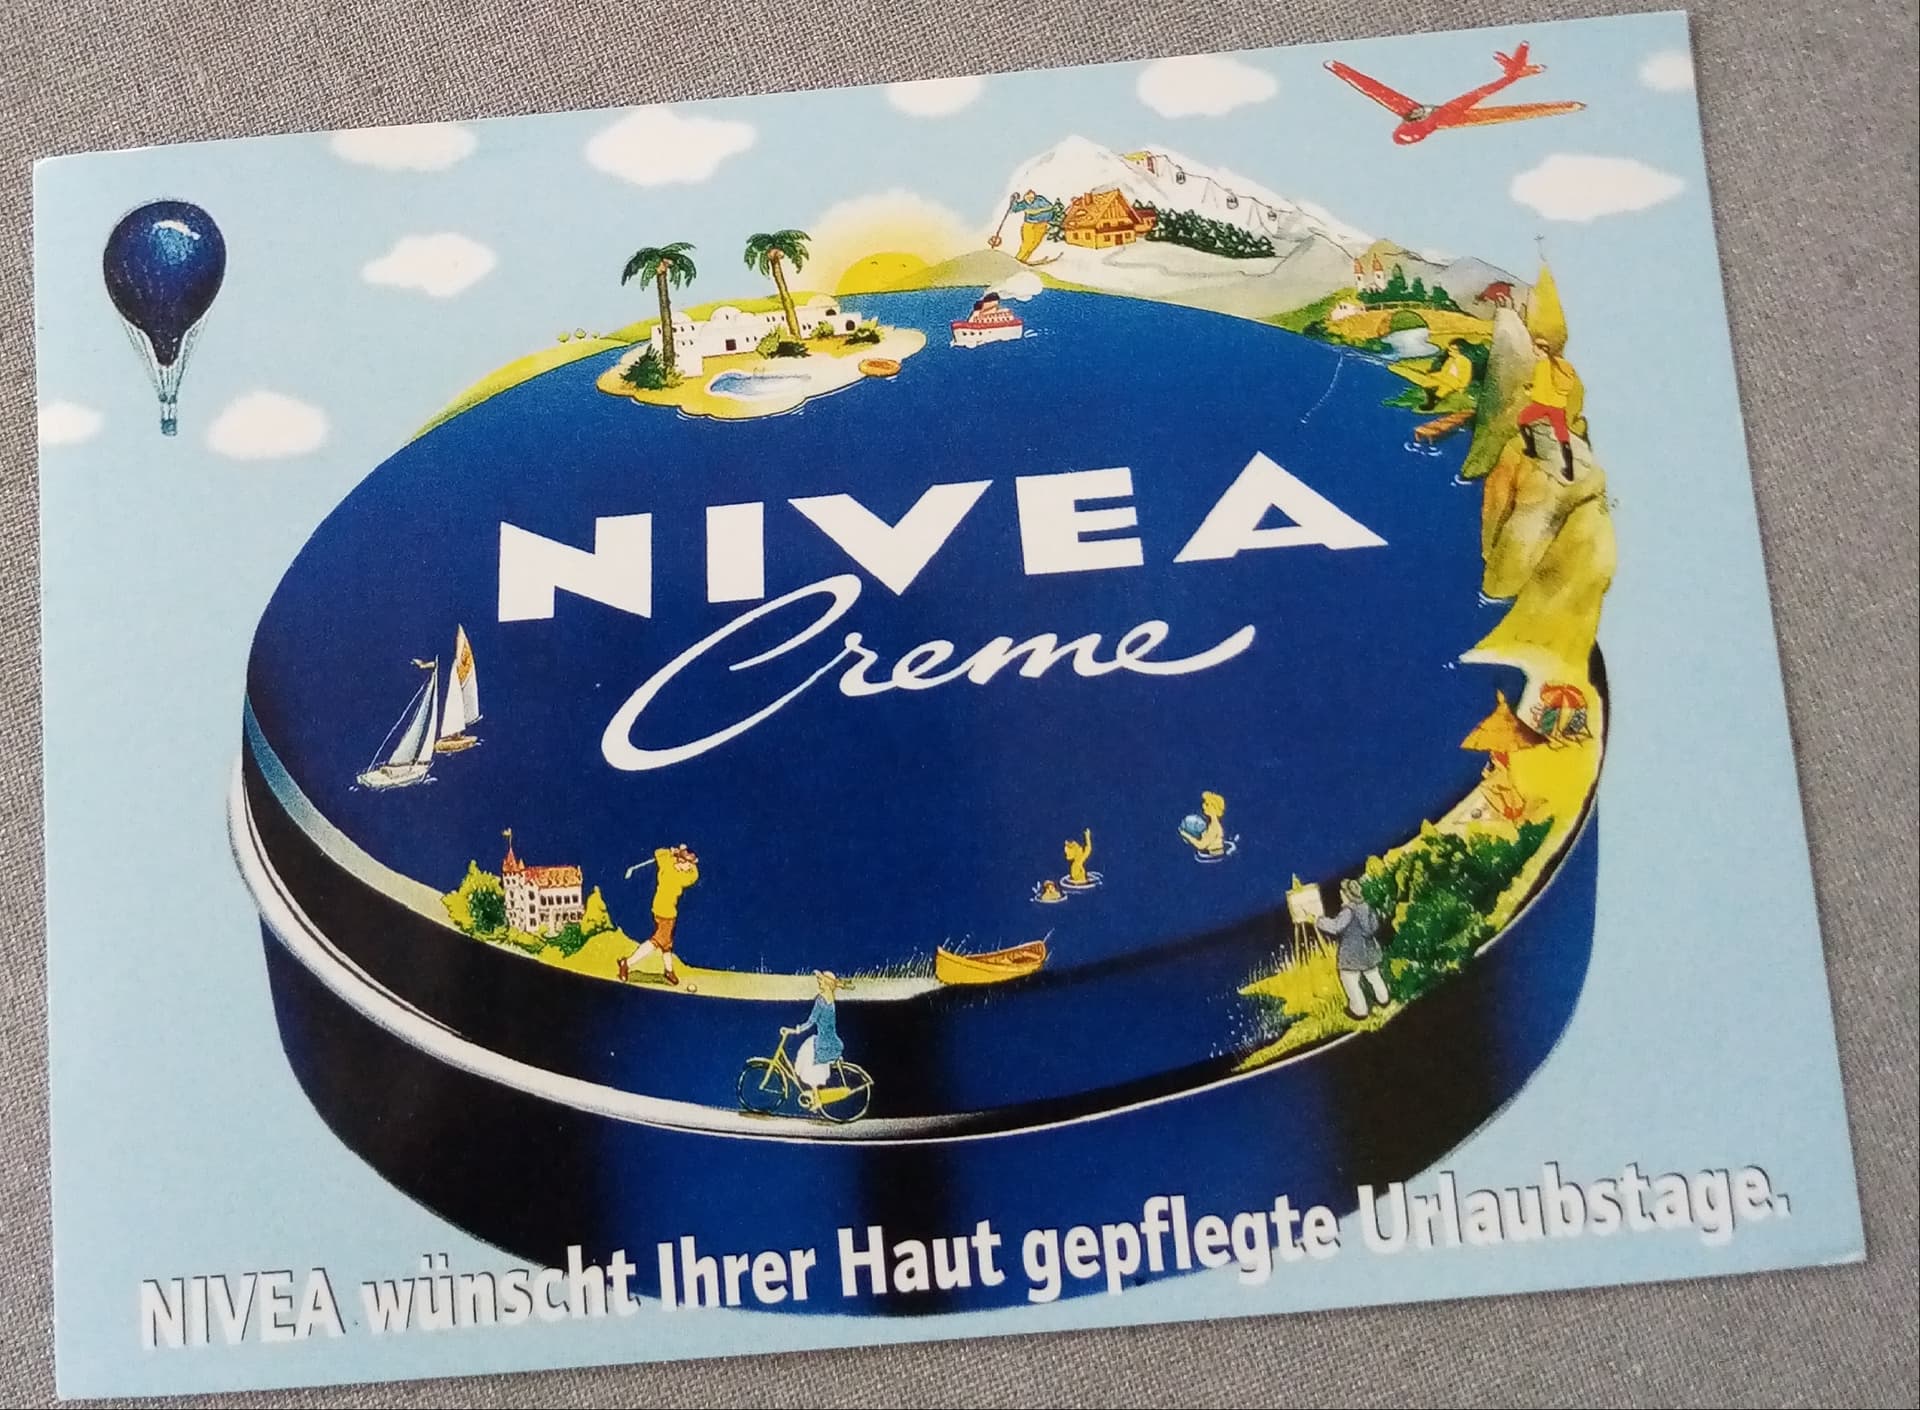 NIVEA
Creme
NIVEA wünscht Ihrer Haut gepflegte Urlaubstage.